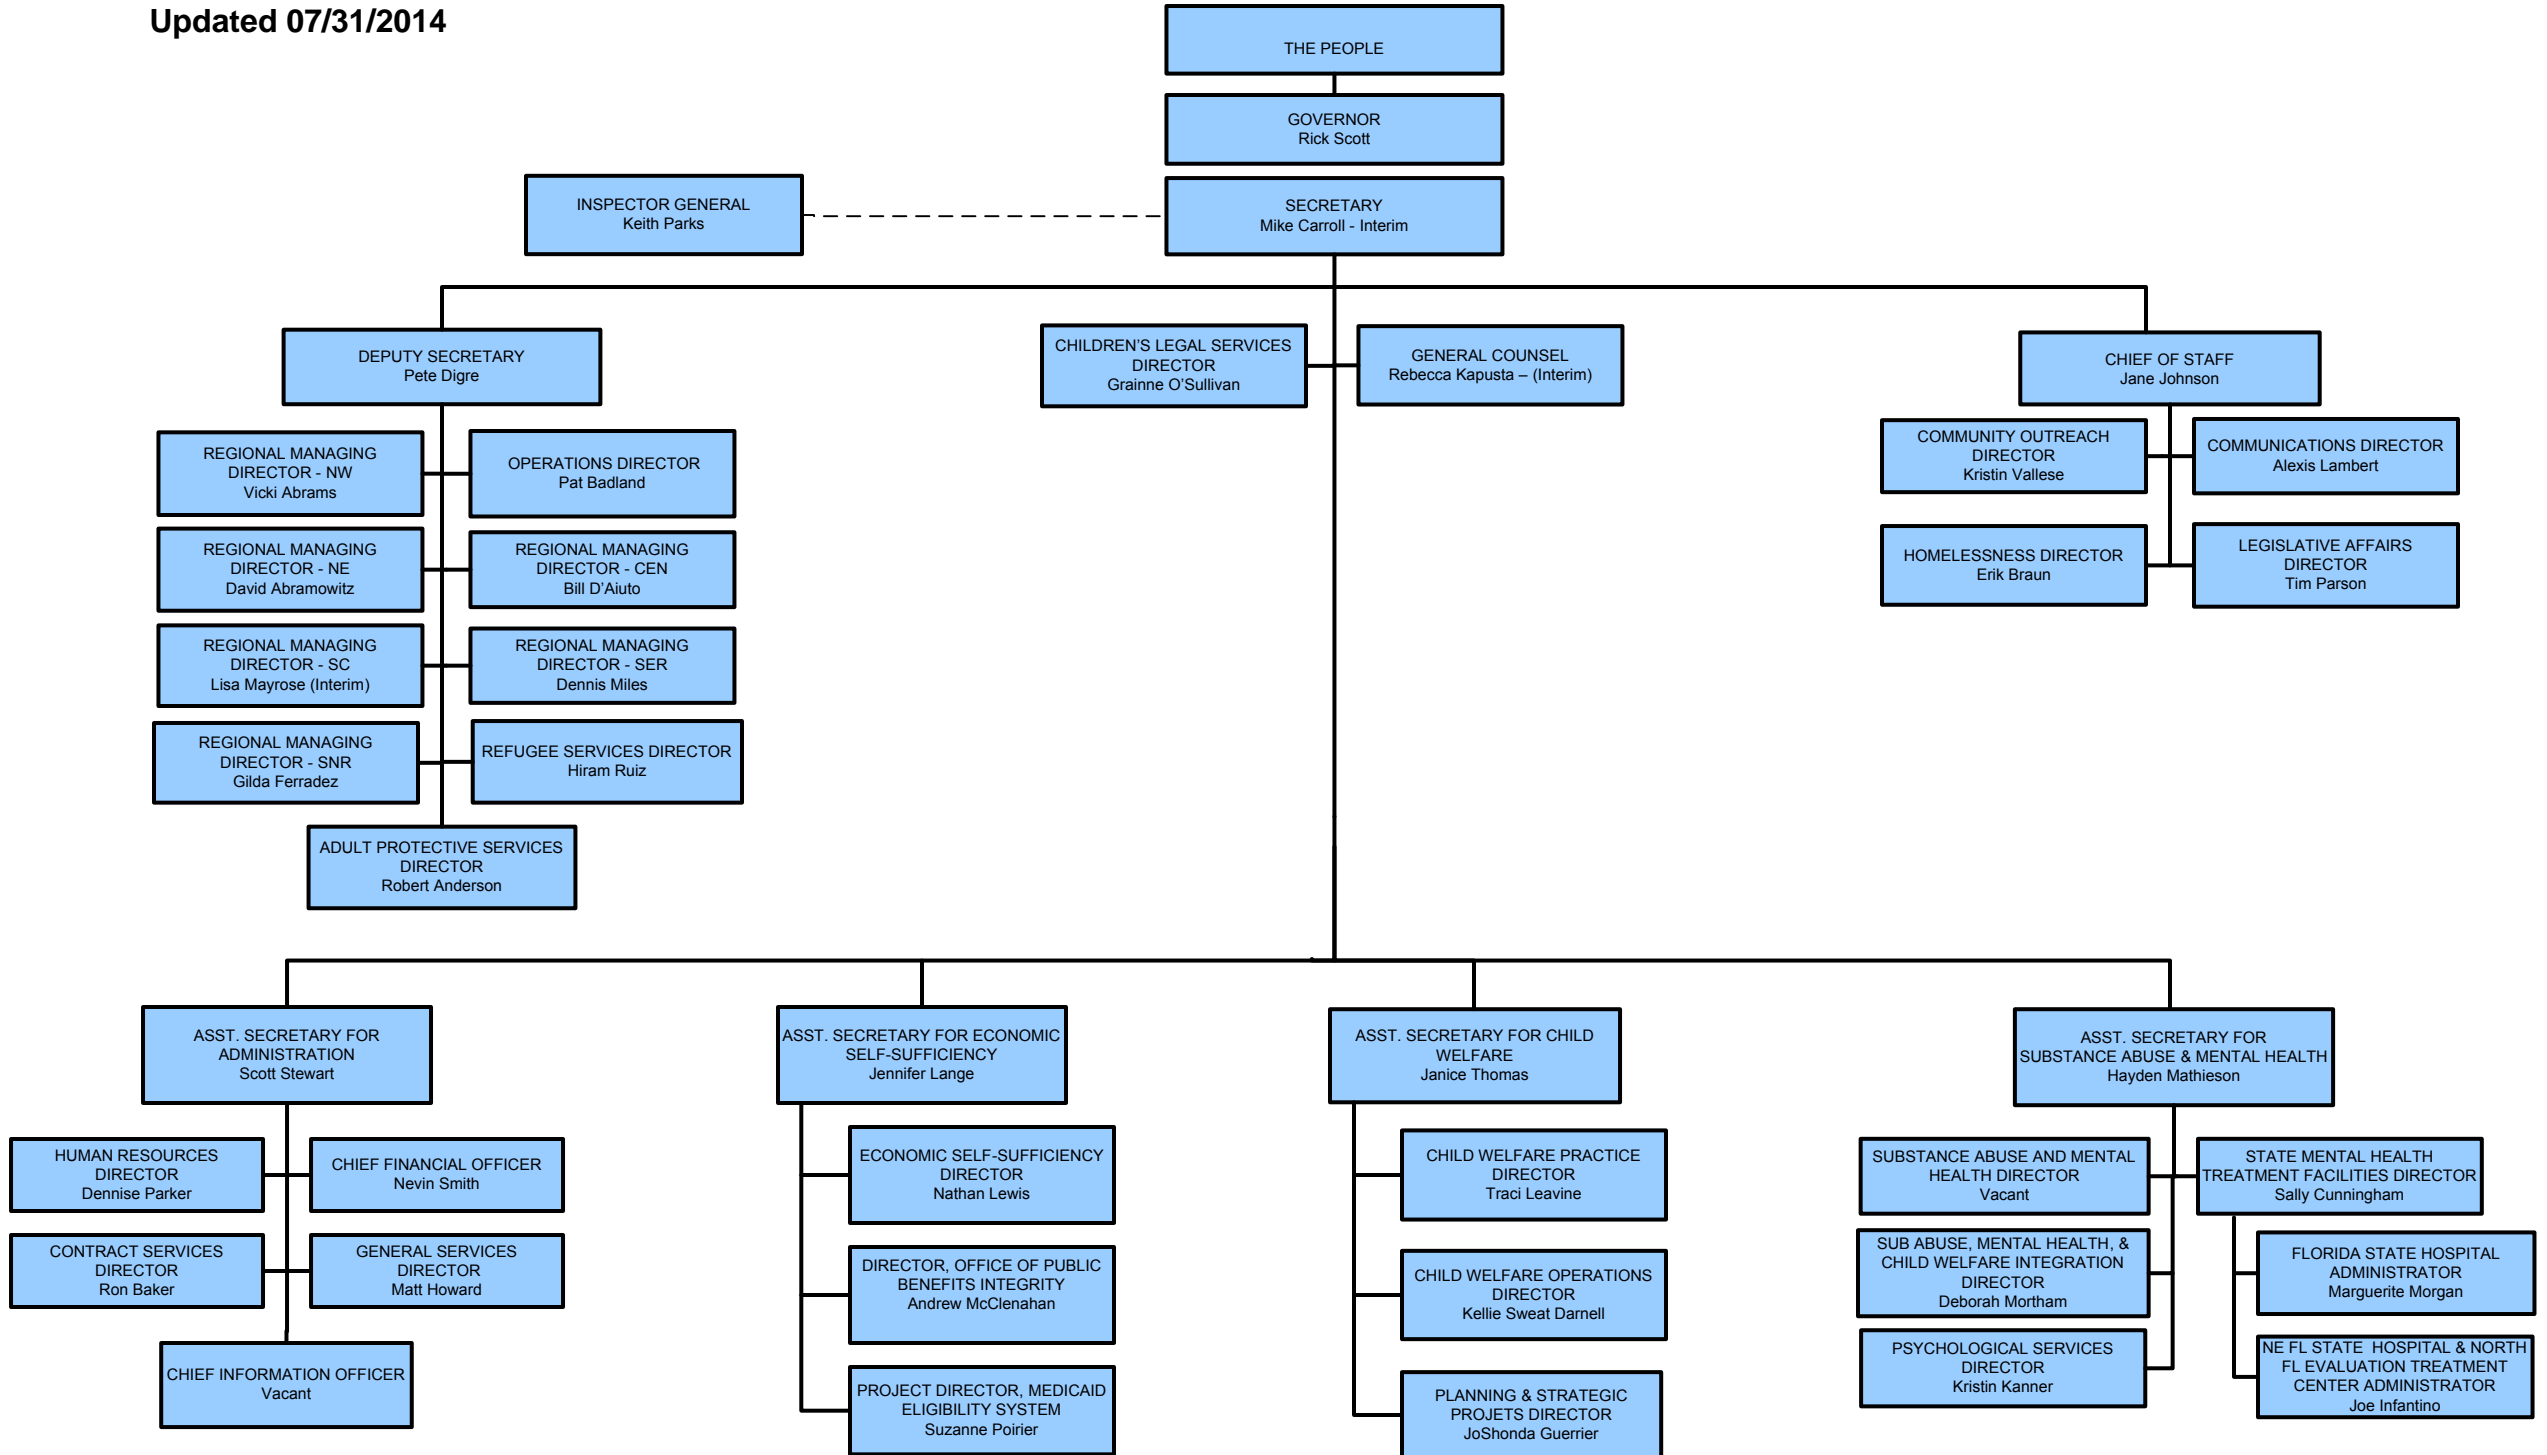 Updated 07/31/2014
THE PEOPLE
GOVERNOR
Rick Scott
INSPECTOR GENERAL
Keith Parks
SECRETARY
Mike Carroll - Interim
DEPUTY SECRETARY
Pete Digre
CHILDREN'S LEGAL SERVICES
DIRECTOR
Grainne O'Sullivan
GENERAL COUNSEL
Rebecca Kapusta – (Interim)
CHIEF OF STAFF
Jane Johnson
REGIONAL MANAGING
DIRECTOR - NW
Vicki Abrams
OPERATIONS DIRECTOR
Pat Badland
REGIONAL MANAGING
DIRECTOR - NE
David Abramowitz
REGIONAL MANAGING
DIRECTOR - CEN
Bill D'Aiuto
REGIONAL MANAGING
DIRECTOR - SC
Lisa Mayrose (Interim)
REGIONAL MANAGING
DIRECTOR - SER
Dennis Miles
REGIONAL MANAGING
DIRECTOR - SNR
Gilda Ferradez
REFUGEE SERVICES DIRECTOR
Hiram Ruiz
ADULT PROTECTIVE SERVICES
DIRECTOR
Robert Anderson
COMMUNITY OUTREACH
DIRECTOR
Kristin Vallese
COMMUNICATIONS DIRECTOR
Alexis Lambert
HOMELESSNESS DIRECTOR
Erik Braun
LEGISLATIVE AFFAIRS
DIRECTOR
Tim Parson
ASST. SECRETARY FOR
ADMINISTRATION
Scott Stewart
HUMAN RESOURCES
DIRECTOR
Dennise Parker
CHIEF FINANCIAL OFFICER
Nevin Smith
CONTRACT SERVICES
DIRECTOR
Ron Baker
GENERAL SERVICES
DIRECTOR
Matt Howard
CHIEF INFORMATION OFFICER
Vacant
ASST. SECRETARY FOR ECONOMIC
SELF-SUFFICIENCY
Jennifer Lange
ECONOMIC SELF-SUFFICIENCY
DIRECTOR
Nathan Lewis
DIRECTOR, OFFICE OF PUBLIC
BENEFITS INTEGRITY
Andrew McClenahan
PROJECT DIRECTOR, MEDICAID
ELIGIBILITY SYSTEM
Suzanne Poirier
ASST. SECRETARY FOR CHILD
WELFARE
Janice Thomas
CHILD WELFARE PRACTICE
DIRECTOR
Traci Leavine
CHILD WELFARE OPERATIONS
DIRECTOR
Kellie Sweat Darnell
PLANNING & STRATEGIC
PROJETS DIRECTOR
JoShonda Guerrier
ASST. SECRETARY FOR
SUBSTANCE ABUSE & MENTAL HEALTH
Hayden Mathieson
SUBSTANCE ABUSE AND MENTAL
HEALTH DIRECTOR
Vacant
STATE MENTAL HEALTH
TREATMENT FACILITIES DIRECTOR
Sally Cunningham
SUB ABUSE, MENTAL HEALTH, &
CHILD WELFARE INTEGRATION
DIRECTOR
Deborah Mortham
FLORIDA STATE HOSPITAL
ADMINISTRATOR
Marguerite Morgan
PSYCHOLOGICAL SERVICES
DIRECTOR
Kristin Kanner
NE FL STATE HOSPITAL & NORTH
FL EVALUATION TREATMENT
CENTER ADMINISTRATOR
Joe Infantino